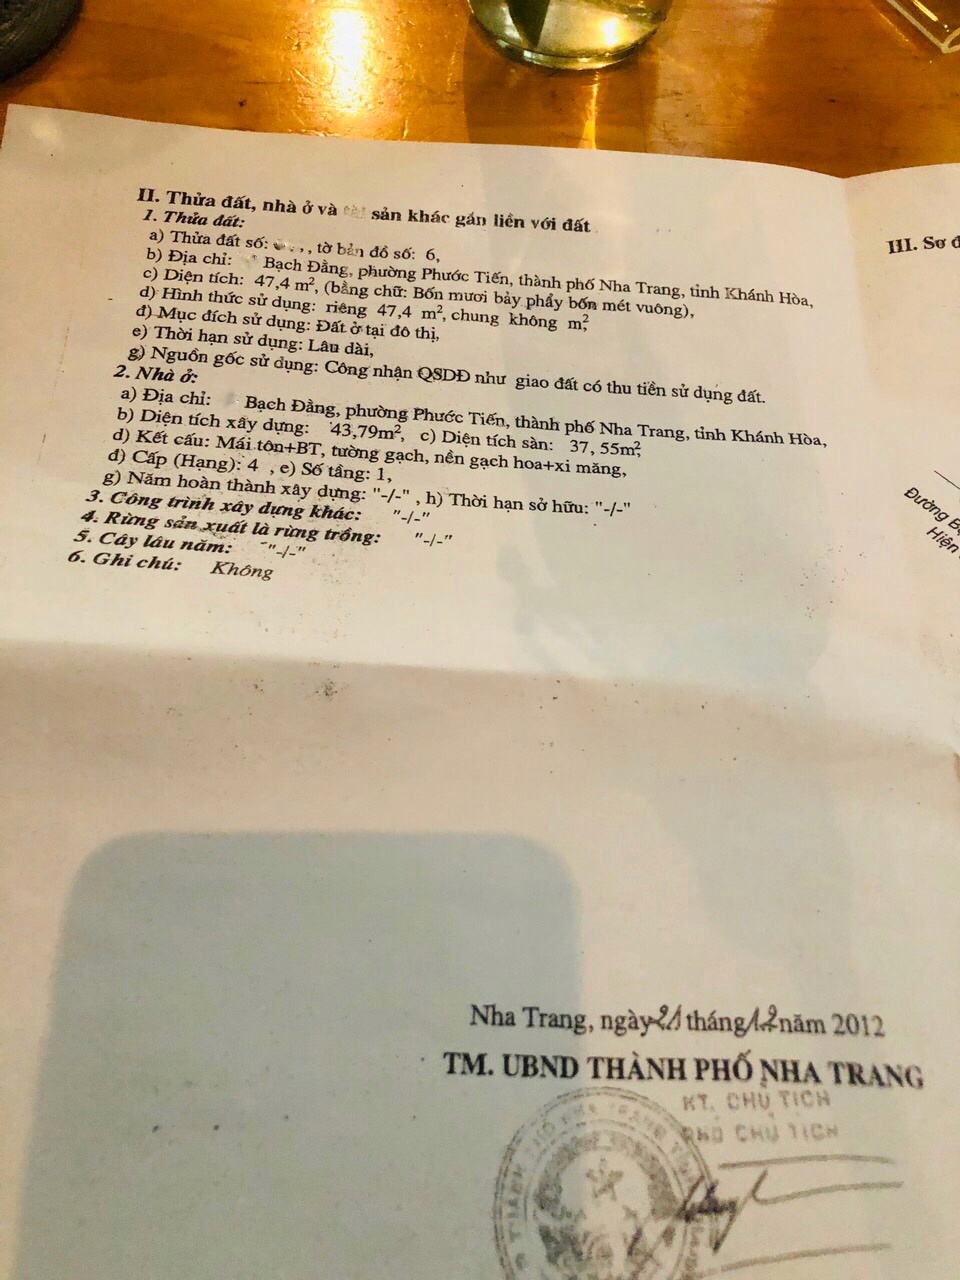 II. Thửa đất, nhà ở và tài sản khác gắn liền với đất
1. Thửa đất:
a) Thửa đất số: , tờ bản đồ số: 6,
b) Địa chỉ: Bạch Đằng, phường Phước Tiến, thành phố Nha Trang, tỉnh Khánh Hòa,
c) Diện tích: 47,4 m², (bằng chữ: Bốn mươi bảy phẩy bốn mét vuông),
d) Hình thức sử dụng: riêng 47,4 m², chung không m²,
đ) Mục đích sử dụng: Đất ở tại đô thị,
e) Thời hạn sử dụng: Lâu dài,
g) Nguồn gốc sử dụng: Công nhận QSDĐ như giao đất có thu tiền sử dụng đất.
2. Nhà ở:
a) Địa chỉ: Bạch Đằng, phường Phước Tiến, thành phố Nha Trang, tỉnh Khánh Hòa,
b) Diện tích xây dựng: 43,79m², c) Diện tích sàn: 37, 55m²,
d) Kết cấu: Mái tôn+BT, tường gạch, nền gạch hoa+xi măng,
đ) Cấp (Hạng): 4 , e) Số tầng: 1,
g) Năm hoàn thành xây dựng: "-/-" , h) Thời hạn sở hữu: "-/-"
3. Công trình xây dựng khác: "-/-"
4. Rừng sản xuất là rừng trồng: "-/-"
5. Cây lâu năm: "-/-"
6. Ghi chú: Không
III. Sơ đ
Đường B
Hiện
Nha Trang, ngày 21 tháng 12 năm 2012
TM. UBND THÀNH PHỐ NHA TRANG
KT. CHỦ TỊCH
PHÓ CHỦ TỊCH